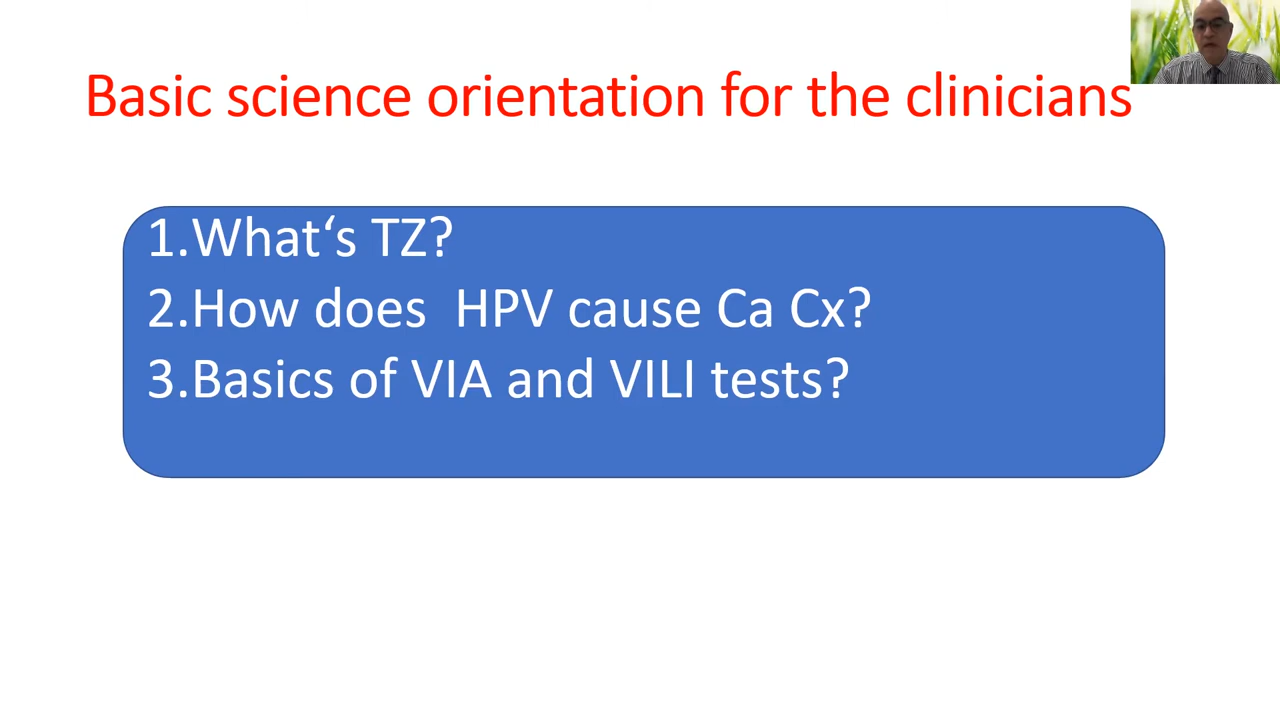 Basic science orientation for the clinicians
1.What‘s TZ?
2.How does  HPV cause Ca Cx?
3.Basics of VIA and VILI tests?